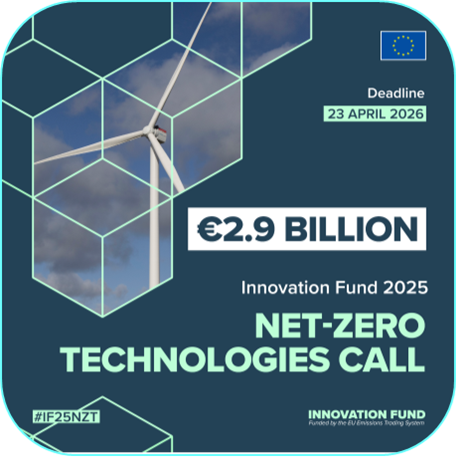 Deadline
23 APRIL 2026
€2.9 BILLION
Innovation Fund 2025
NET-ZERO
TECHNOLOGIES CALL
#IF25NZT
INNOVATION FUND
Funded by the EU Emissions Trading System